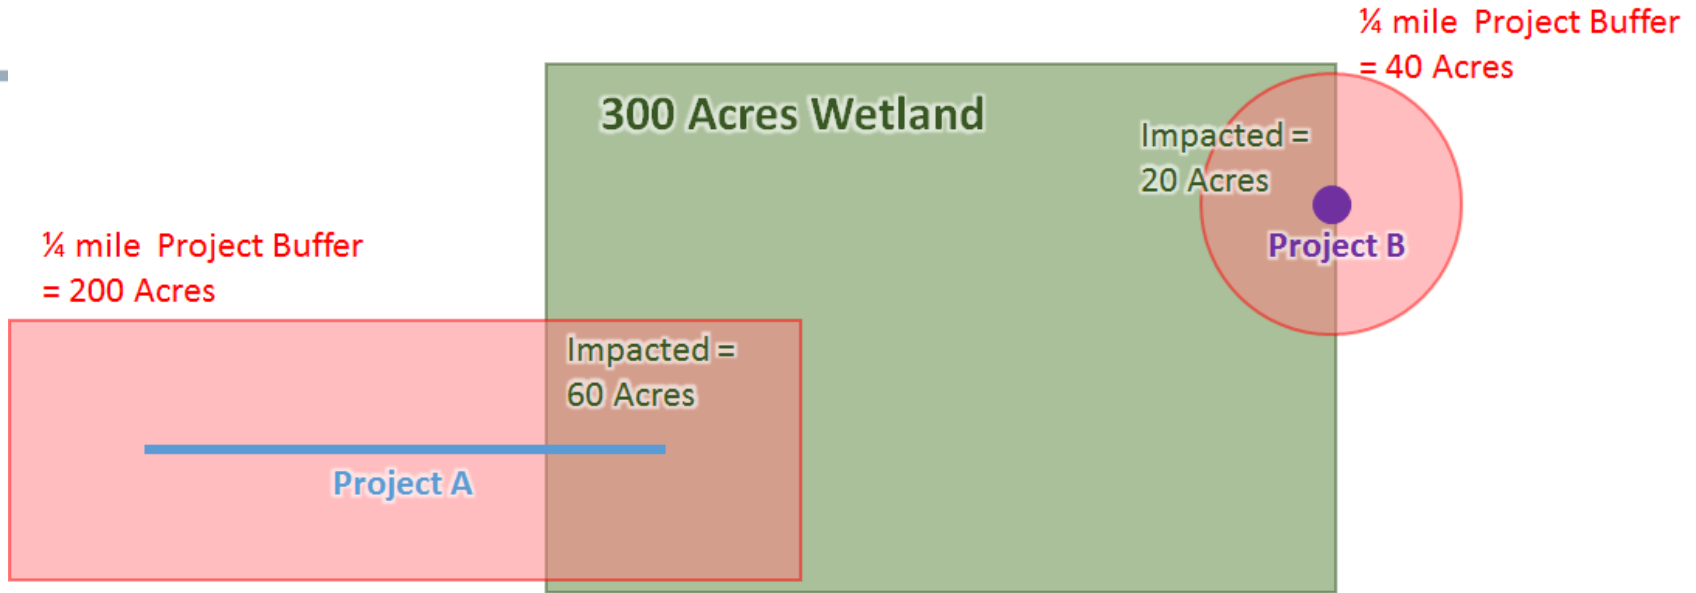 ¼ mile  Project Buffer
= 40 Acres
300 Acres Wetland
Impacted =
20 Acres
Project B
¼ mile  Project Buffer
= 200 Acres
Impacted =
60 Acres
Project A